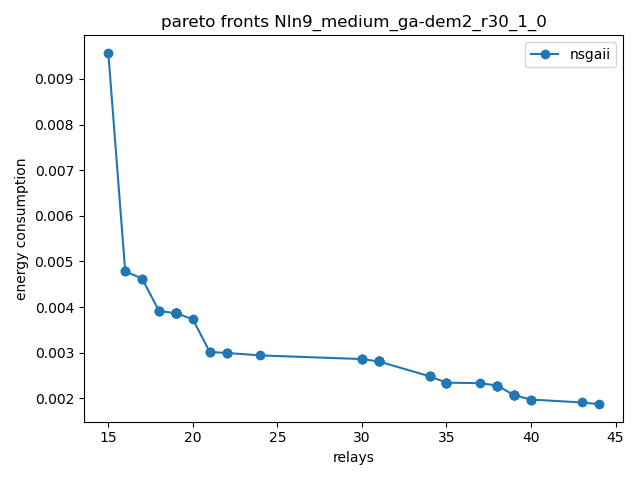 pareto fronts NIn9_medium_ga-dem2_r30_1_0
nsgaii
energy consumption
0.009
0.008
0.007
0.006
0.005
0.004
0.003
0.002
15 20 25 30 35 40 45
relays